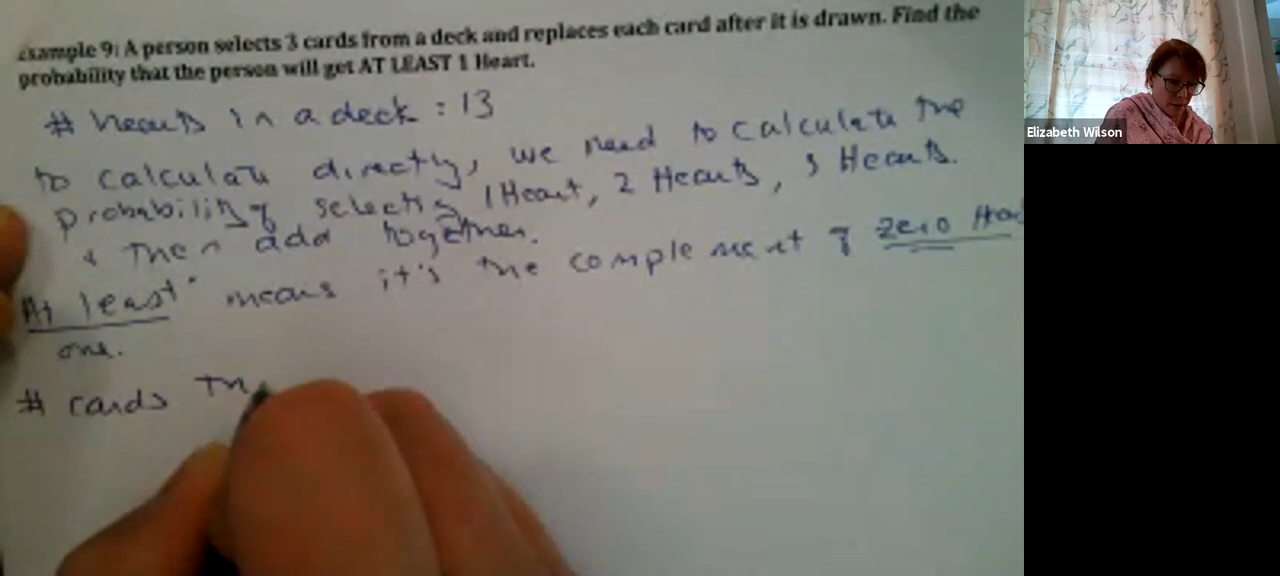 Example 9: A person selects 3 cards from a deck and replaces each card after it is drawn. Find the
probability that the person will get AT LEAST 1 Heart.
# hearts in a deck : 13
to calculate directly, we need to calculate the
probability of selecting 1 Heart, 2 Hearts, 3 Hearts.
& then add together.
"At least" means it's the complement of zero
one.
# cards
Elizabeth Wilson